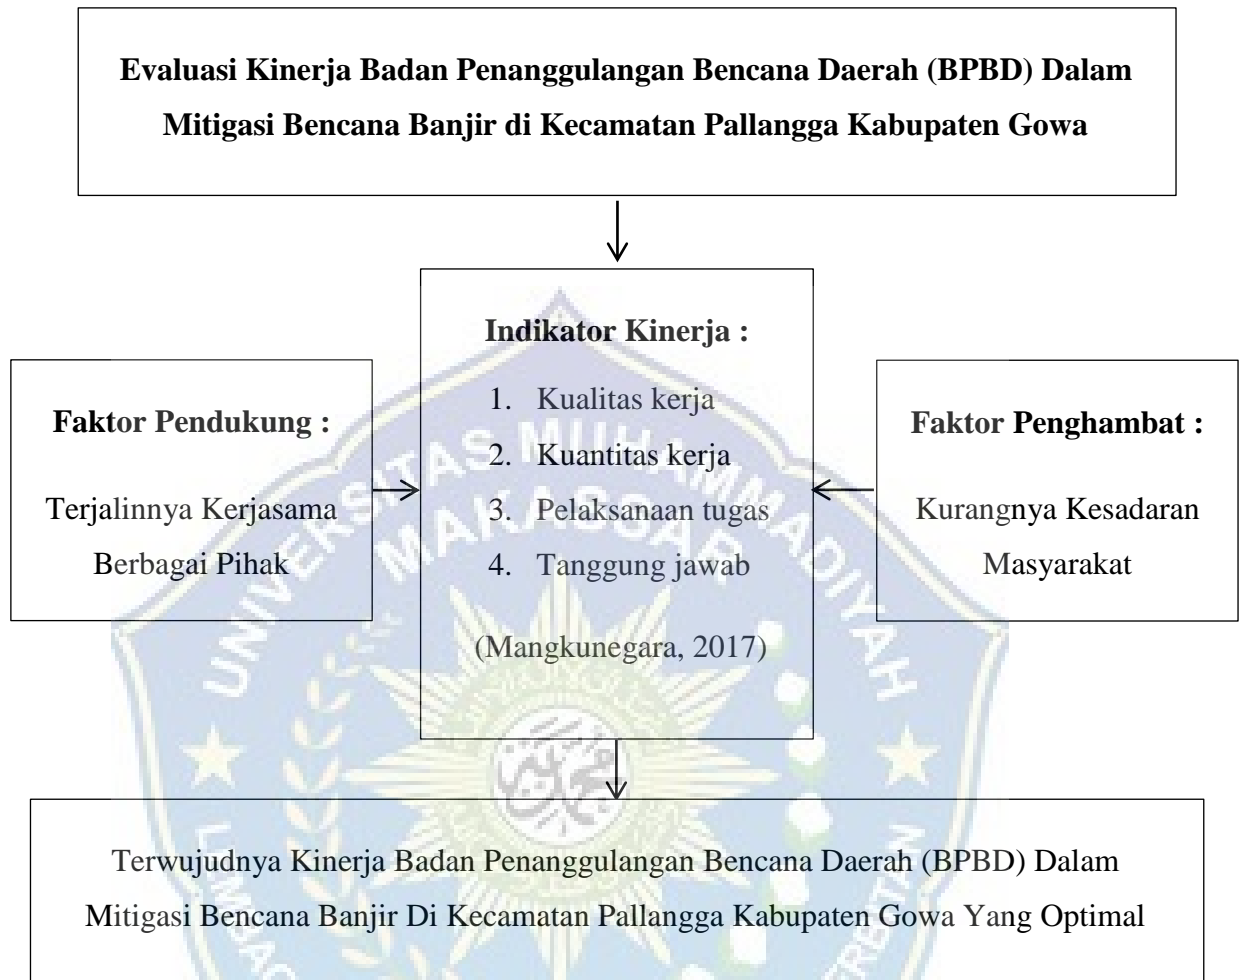 Evaluasi Kinerja Badan Penanggulangan Bencana Daerah (BPBD) Dalam
Mitigasi Bencana Banjir di Kecamatan Pallangga Kabupaten Gowa
Indikator Kinerja :
1. Kualitas kerja
2. Kuantitas kerja
3. Pelaksanaan tugas
4. Tanggung jawab
(Mangkunegara, 2017)
Faktor Pendukung :
Terjalinnya Kerjasama
Berbagai Pihak
Faktor Penghambat :
Kurangnya Kesadaran
Masyarakat
Terwujudnya Kinerja Badan Penanggulangan Bencana Daerah (BPBD) Dalam
Mitigasi Bencana Banjir Di Kecamatan Pallangga Kabupaten Gowa Yang Optimal
UNIVERSITAS MUHAMMADIYAH
MAKASSAR